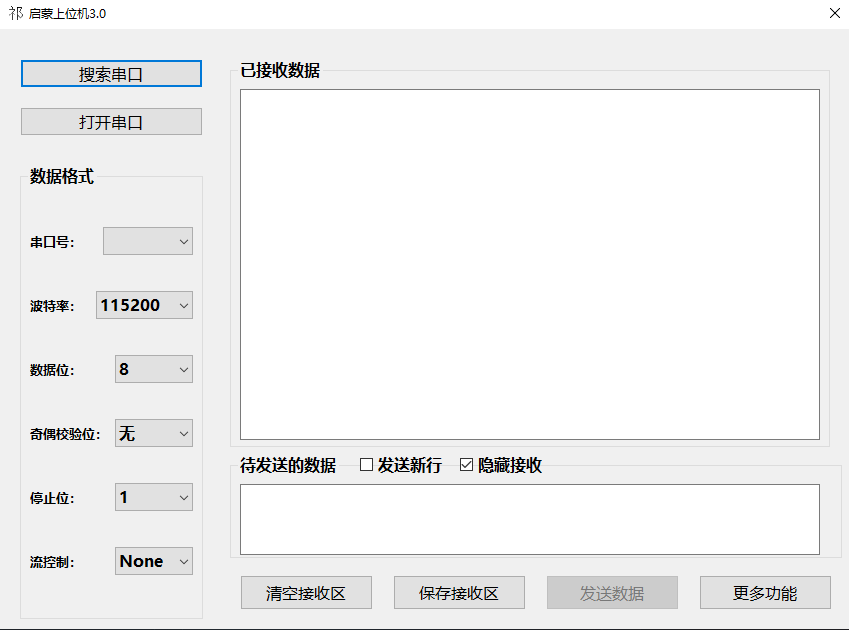 祁 启蒙上位机3.0
搜索串口
打开串口
数据格式
串口号:
波特率: 115200
数据位: 8
奇偶校验位: 无
停止位: 1
流控制: None
已接收数据
待发送的数据 发送新行 隐藏接收
清空接收区 保存接收区 发送数据 更多功能